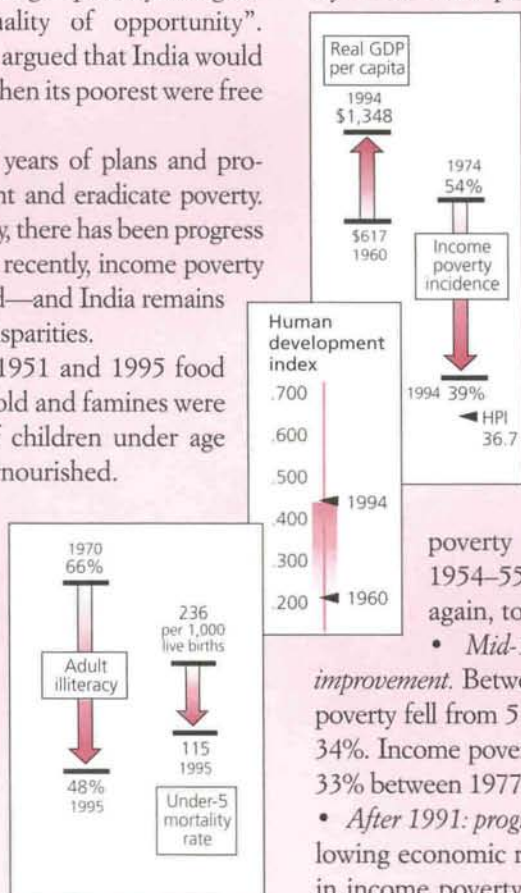 uality of opportunity”.
argued that India would
hen its poorest were free
years of plans and pro-
nt and eradicate poverty.
y, there has been progress
recently, income poverty
d—and India remains
sparities.
1951 and 1995 food
old and famines were
children under age
nourished.
Real GDP
per capita
1994
$1,348
$617
1960
1974
54%
Income
poverty
incidence
1994 39%
HPI
36.7
Human
development
index
.700
.600
.500
.400
.300
.200
1994
1960
1970
66%
Adult
illiteracy
48%
1995
236
per 1,000
live births
115
1995
Under-5
mortality
rate
poverty
1954–55
again, to
• Mid-
improvement. Betwe
poverty fell from 5
34%. Income pover
33% between 1977
• After 1991: prog
lowing economic r
in income poverty